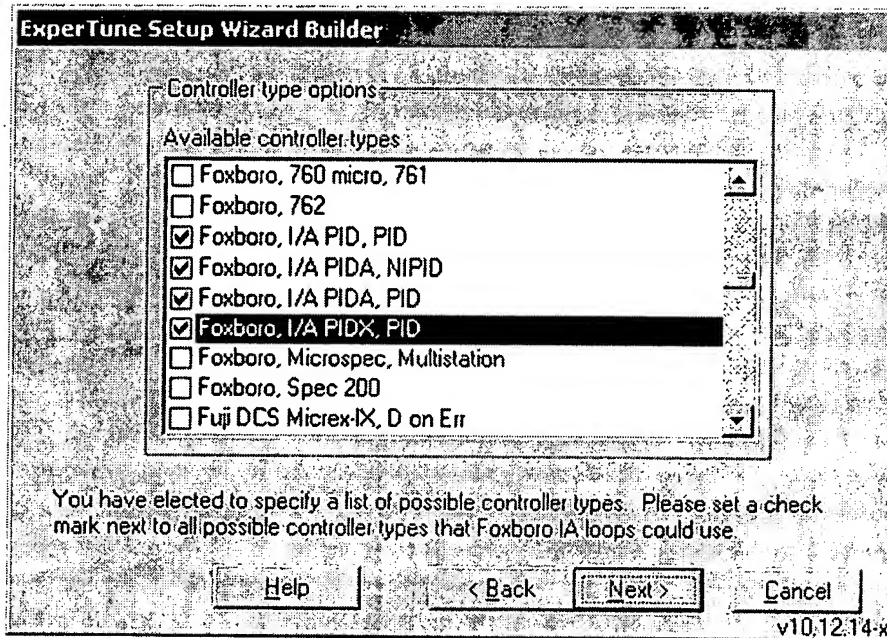 ExperTune Setup Wizard Builder
Controller type options
Available controller types
Foxboro, 760 micro, 761
Foxboro, 762
Foxboro, I/A PID, PID
Foxboro, I/A PIDA, NIPID
Foxboro, I/A PIDA, PID
Foxboro, I/A PIDX, PID
Foxboro, Microspec, Multistation
Foxboro, Spec 200
Fuji DCS Micrex-IX, D on Err
You have elected to specify a list of possible controller types. Please set a check
mark next to all possible controller types that Foxboro IA loops could use.
Help
< Back
Next >
Cancel
v10.12.14-x